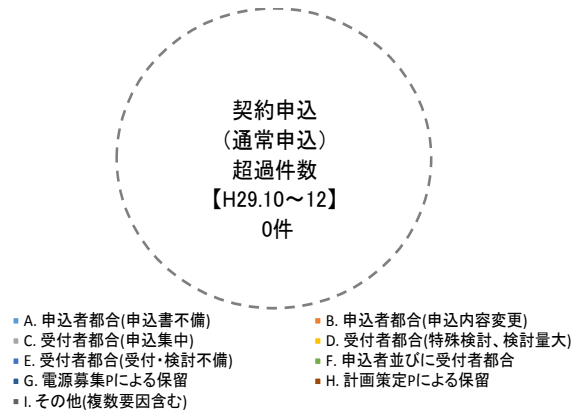 契約申込
（通常申込）
超過件数
【H29.10～12】
0件
A. 申込者都合(申込書不備)
B. 申込者都合(申込内容変更)
C. 受付者都合(申込集中)
D. 受付者都合(特殊検討、検討量大)
E. 受付者都合(受付・検討不備)
F. 申込者並びに受付者都合
G. 電源募集Pによる保留
H. 計画策定Pによる保留
I. その他(複数要因含む)